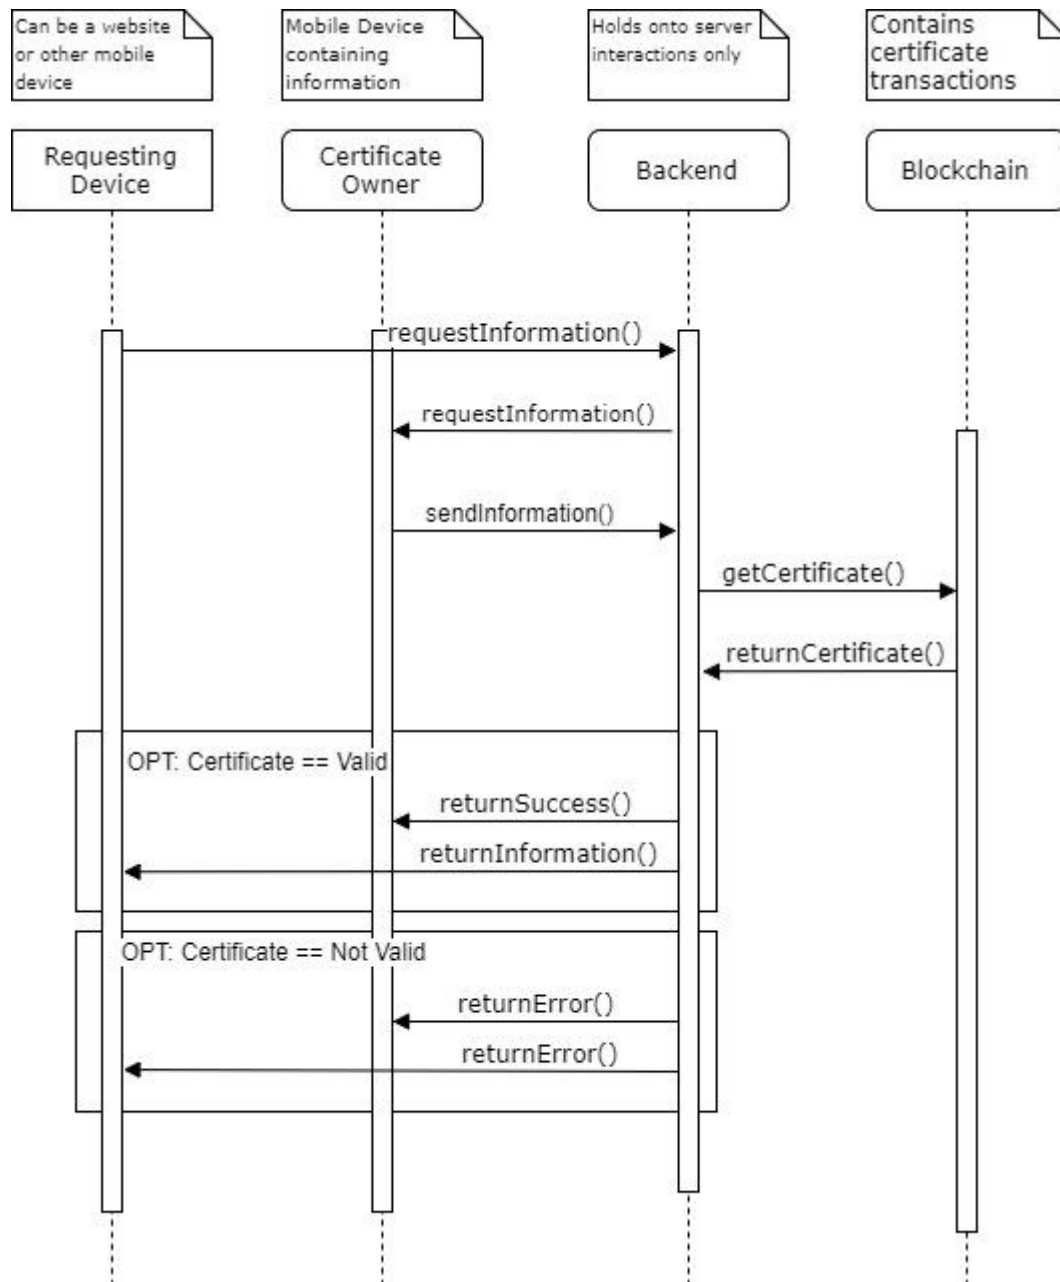 Can be a website
or other mobile
device
Mobile Device
containing
information
Holds onto server
interactions only
Contains
certificate
transactions
Requesting
Device
Certificate
Owner
Backend
Blockchain
requestInformation()
requestInformation()
sendInformation()
getCertificate()
returnCertificate()
OPT: Certificate == Valid
returnSuccess()
returnInformation()
OPT: Certificate == Not Valid
returnError()
returnError()